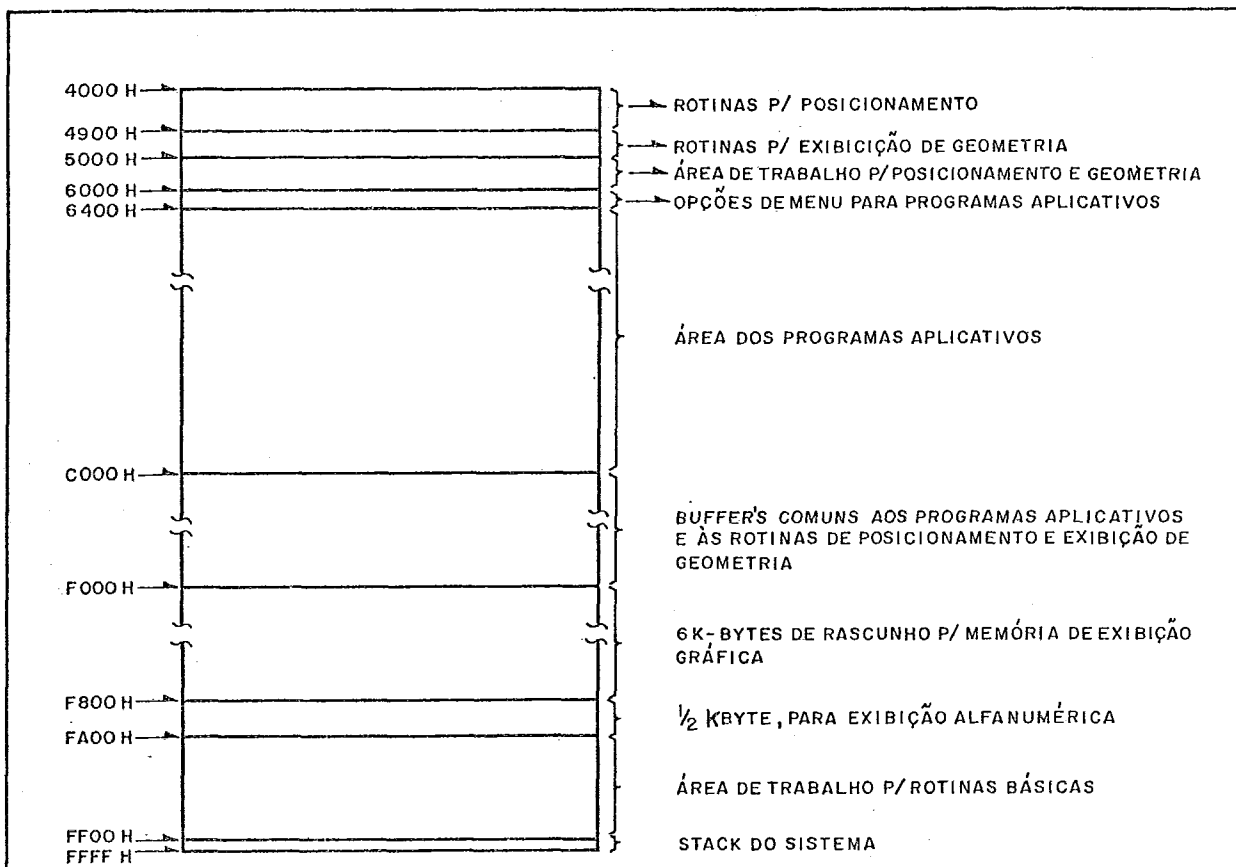 4000 H
ROTINAS P/ POSICIONAMENTO
4900 H
ROTINAS P/ EXIBICIÇÃO DE GEOMETRIA
5000 H
ÁREA DE TRABALHO P/POSICIONAMENTO E GEOMETRIA
6000 H
OPÇÕES DE MENU PARA PROGRAMAS APLICATIVOS
6400 H
ÁREA DOS PROGRAMAS APLICATIVOS
C000 H
BUFFER'S COMUNS AOS PROGRAMAS APLICATIVOS
E ÀS ROTINAS DE POSICIONAMENTO E EXIBIÇÃO DE
GEOMETRIA
F000 H
6K-BYTES DE RASCUNHO P/ MEMÓRIA DE EXIBIÇÃO
GRÁFICA
F800 H
½ KBYTE, PARA EXIBIÇÃO ALFANUMÉRICA
FA00 H
ÁREA DE TRABALHO P/ROTINAS BÁSICAS
FF00 H
STACK DO SISTEMA
FFFF H